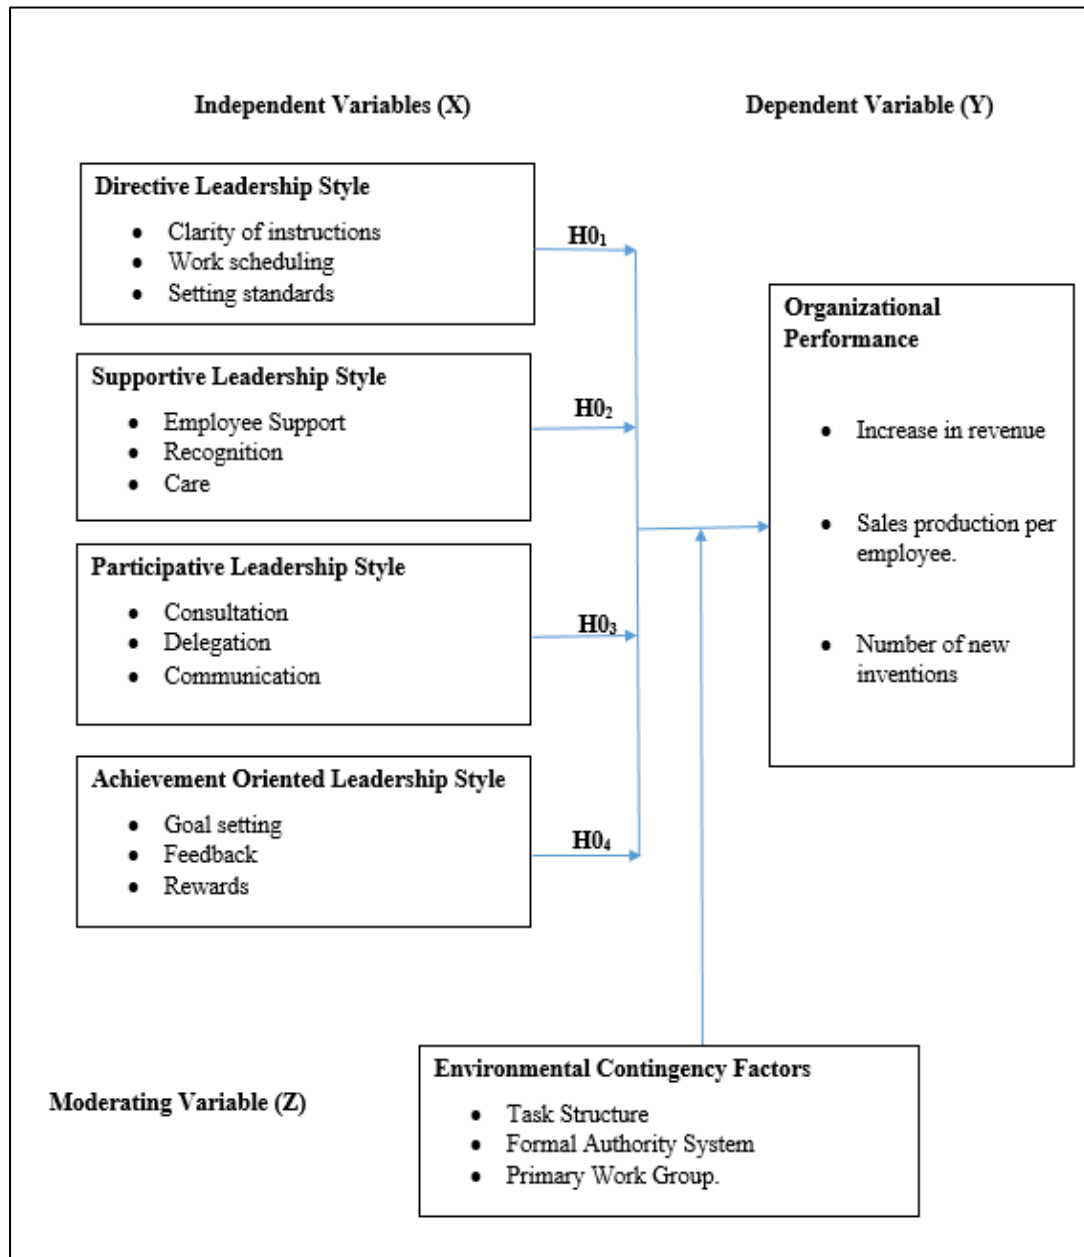 Independent Variables (X)
Dependent Variable (Y)
Directive Leadership Style
• Clarity of instructions
• Work scheduling
• Setting standards
H0₁
Supportive Leadership Style
• Employee Support
• Recognition
• Care
H0₂
Participative Leadership Style
• Consultation
• Delegation
• Communication
H0₃
Achievement Oriented Leadership Style
• Goal setting
• Feedback
• Rewards
H0₄
Organizational
Performance
• Increase in revenue
• Sales production per
employee.
• Number of new
inventions
Moderating Variable (Z)
Environmental Contingency Factors
• Task Structure
• Formal Authority System
• Primary Work Group.